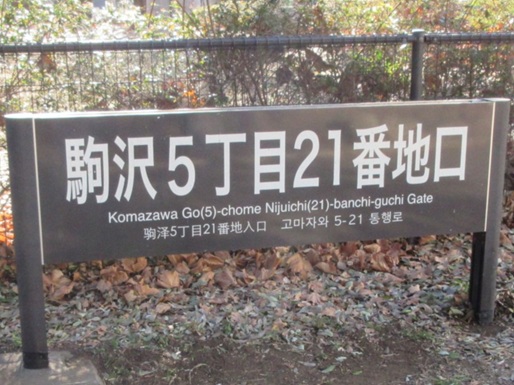 駒沢5丁目21番地口
Komazawa Go(5)-chome Nijuichi(21)-banchi-guchi Gate
驹泽5丁目21番地入口 고마자와 5-21 통행로